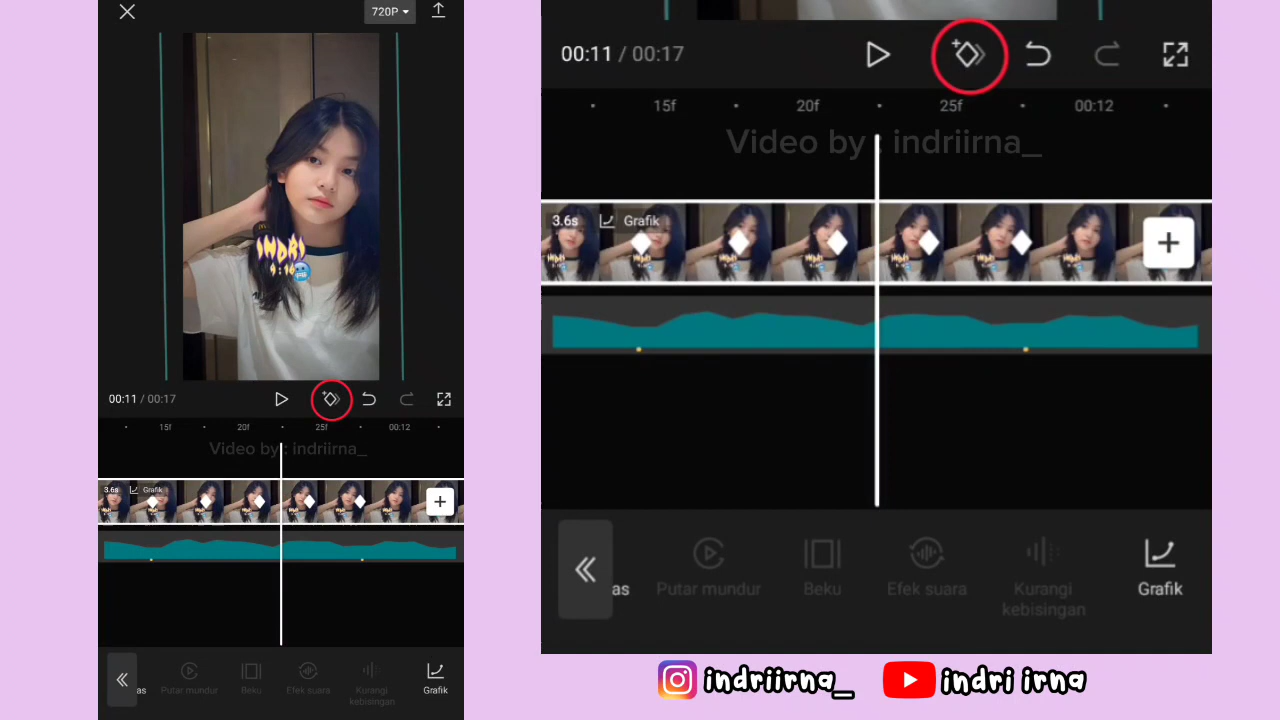 720P
INDRI
9:16
00:11 / 00:17
15f 20f 25f 00:12
Video by : indriirna_
3.6s Grafik
as Putar mundur Beku Efek suara Kurangi kebisingan Grafik
00:11 / 00:17
15f 20f 25f 00:12
Video by : indriirna_
3.6s Grafik
as Putar mundur Beku Efek suara Kurangi
kebisingan Grafik
indriirna_ indri irna